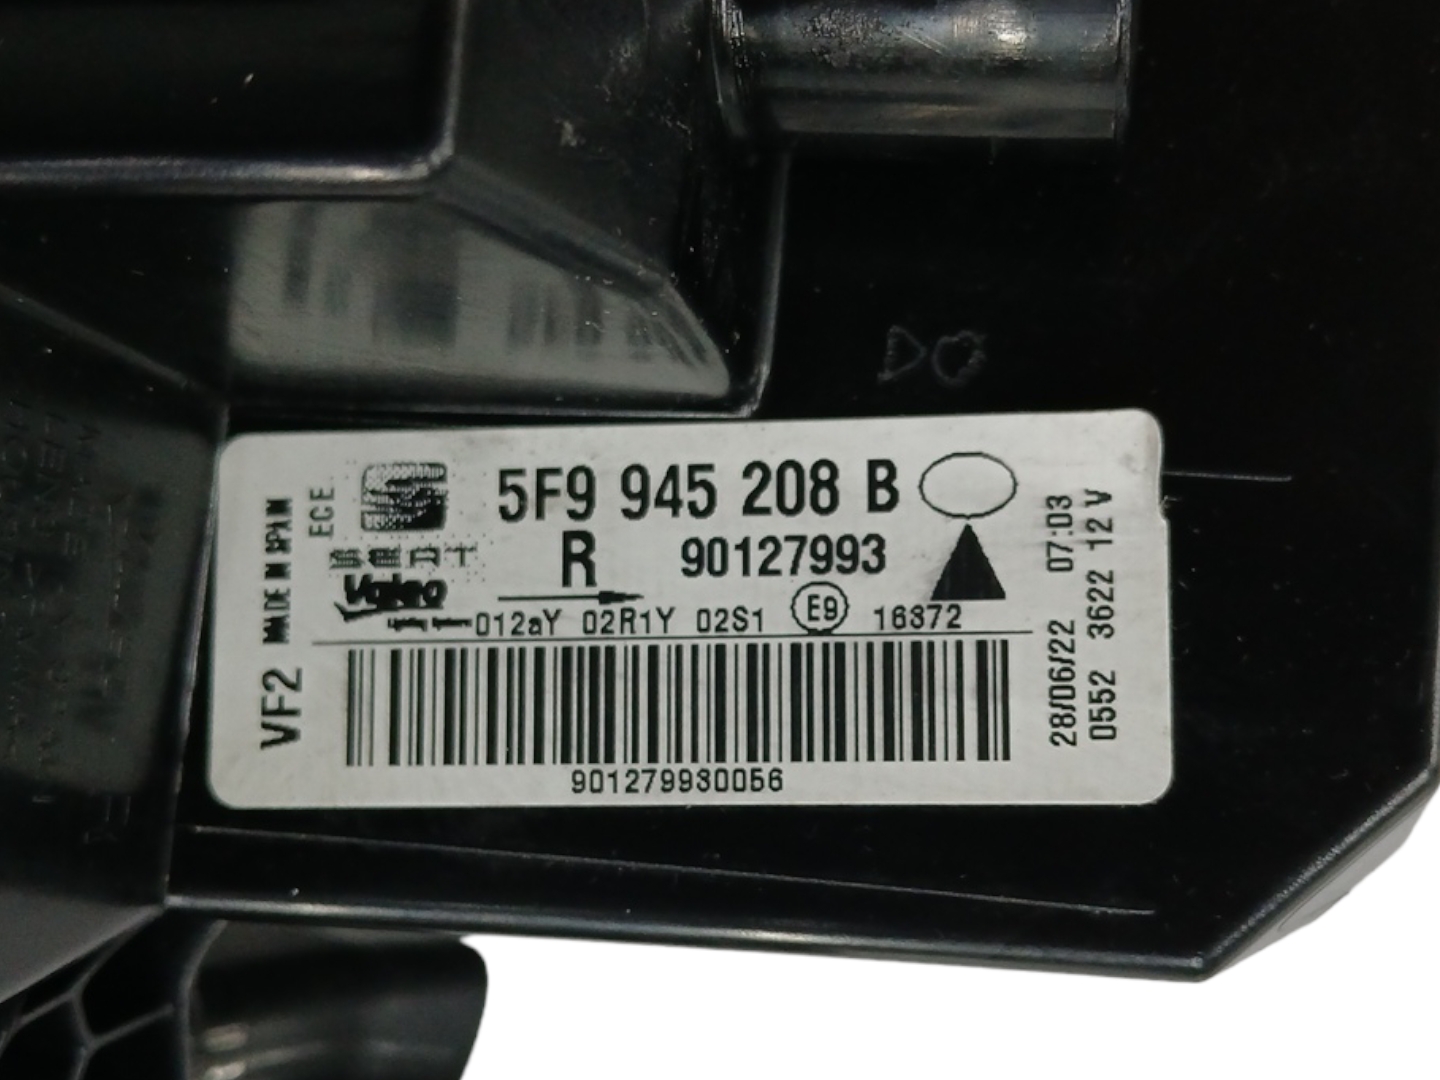 5F9 945 208 B
R 90127993
ECE
seat
Valeo
012aY 02R1Y 02S1 E9 16372
901279930056
MADE IN SPAIN
VF2
28/06/22 07:03
0552 3622 12 V